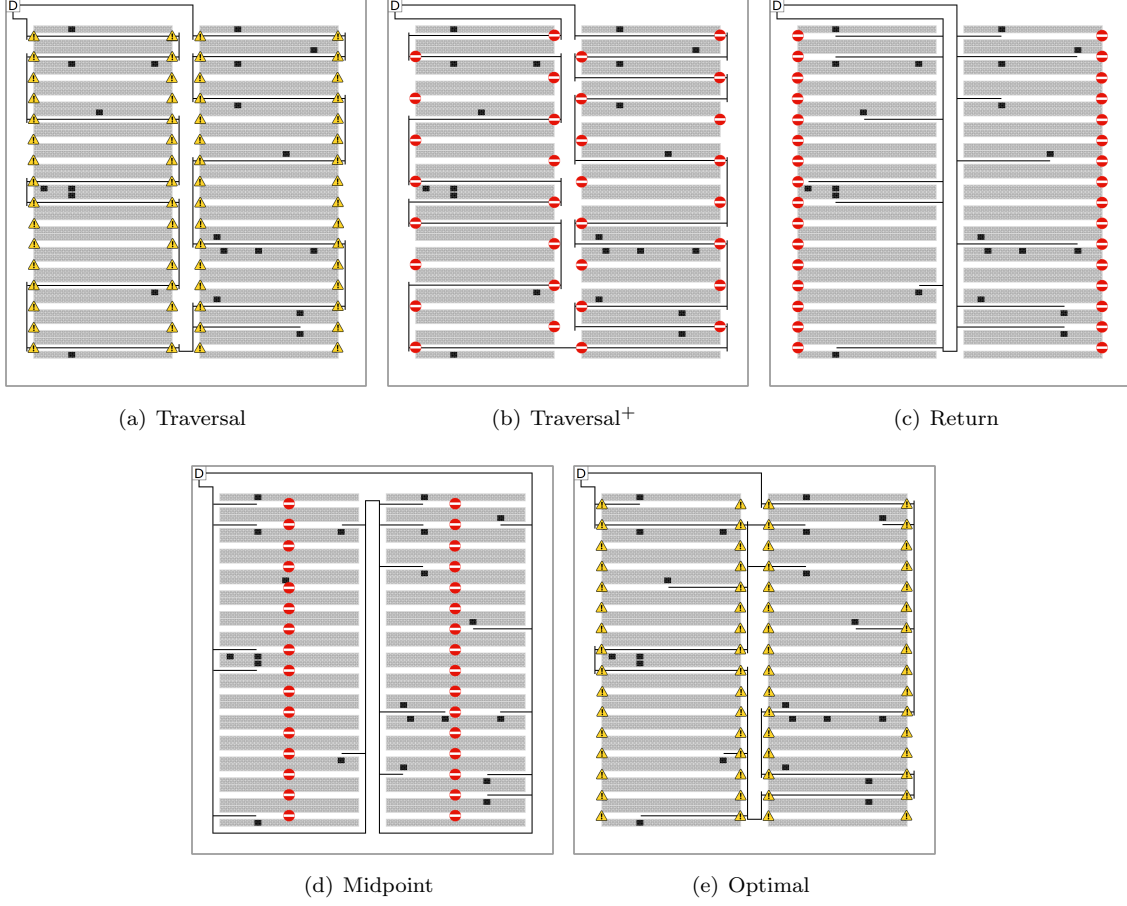 D
D
D
(a) Traversal
(b) Traversal+
(c) Return
D
D
(d) Midpoint
(e) Optimal